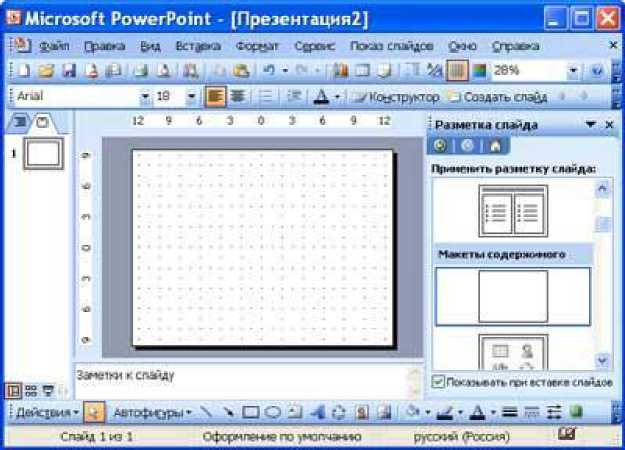 Microsoft PowerPoint - [Презентация2]
Файл Правка Вид Вставка Формат Сервис Показ слайдов Окно Справка
28%
Arial 18 Конструктор Создать слайд
12 9 6 3 0 3 6 9 12
Разметка слайда
1
Применить разметку слайда:
9
6
3
0
3
6
9
Макеты содержимого
Заметки к слайду
Показывать при вставке слайдов
Действия Автофигуры
Слайд 1 из 1 Оформление по умолчанию русский (Россия)